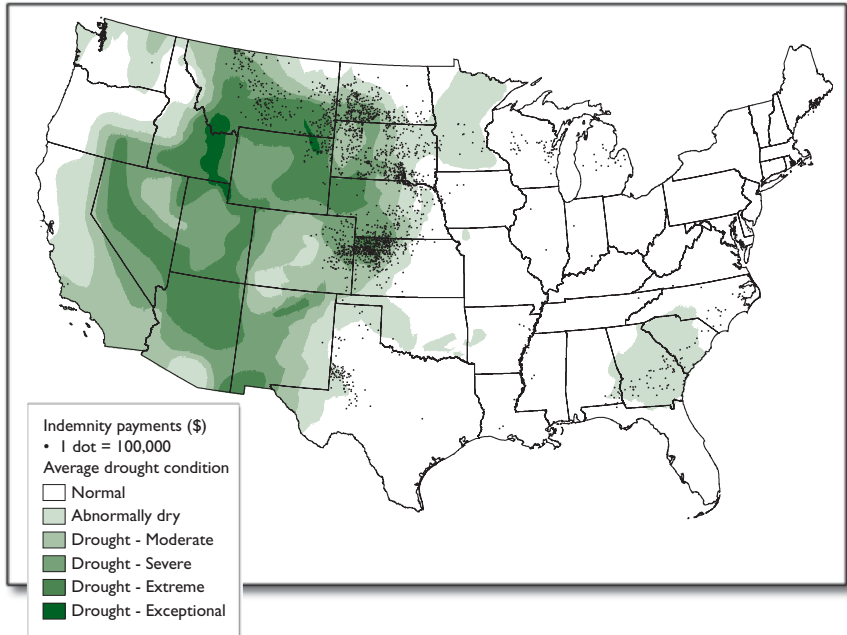 Indemnity payments ($)
• 1 dot = 100,000
Average drought condition
Normal
Abnormally dry
Drought - Moderate
Drought - Severe
Drought - Extreme
Drought - Exceptional